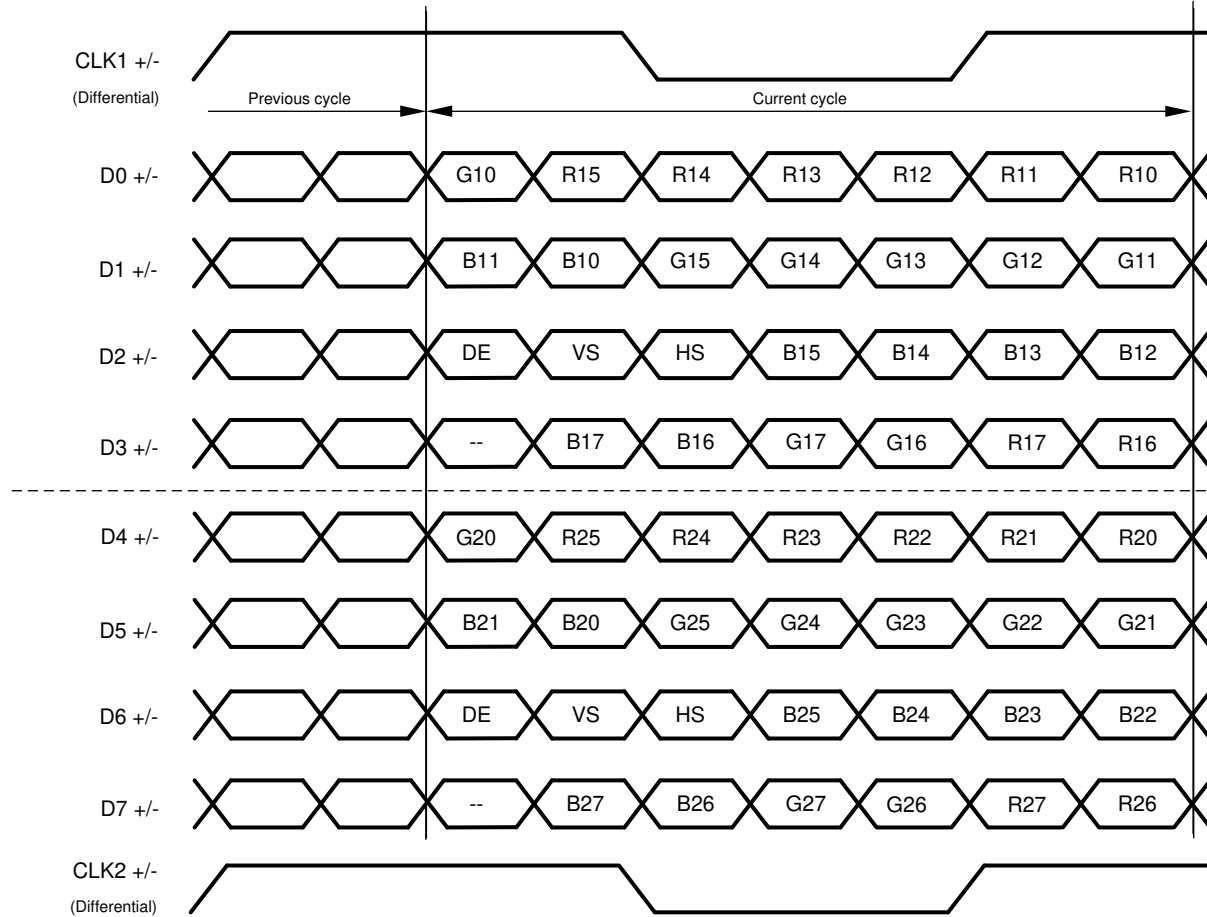 CLK1 +/-
(Differential)
Previous cycle Current cycle
D0 +/- G10 R15 R14 R13 R12 R11 R10
D1 +/- B11 B10 G15 G14 G13 G12 G11
D2 +/- DE VS HS B15 B14 B13 B12
D3 +/- -- B17 B16 G17 G16 R17 R16
D4 +/- G20 R25 R24 R23 R22 R21 R20
D5 +/- B21 B20 G25 G24 G23 G22 G21
D6 +/- DE VS HS B25 B24 B23 B22
D7 +/- -- B27 B26 G27 G26 R27 R26
CLK2 +/-
(Differential)